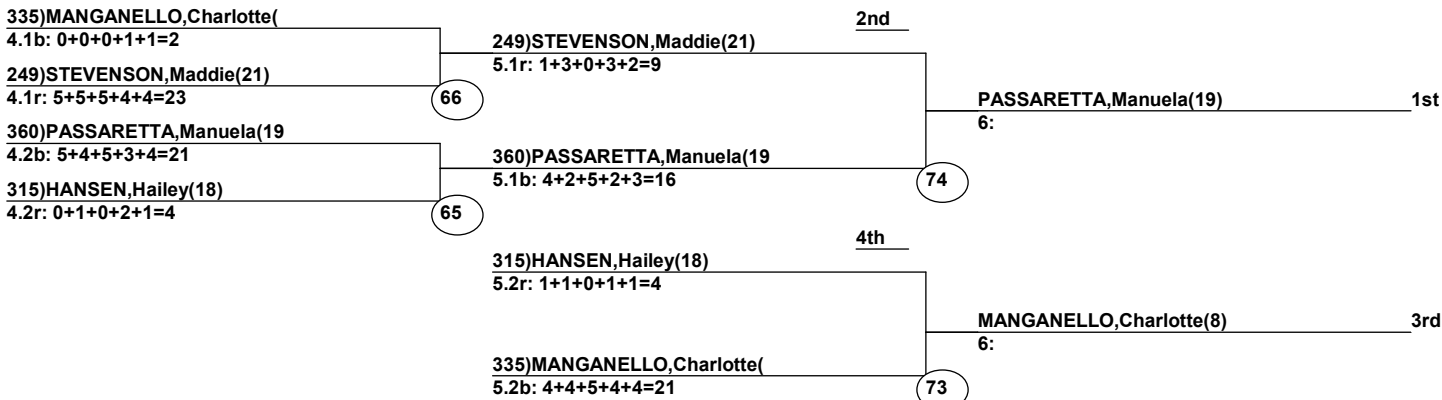 335)MANGANELLO,Charlotte(
4.1b: 0+0+0+1+1=2
249)STEVENSON,Maddie(21)
4.1r: 5+5+5+4+4=23
66
360)PASSARETTA,Manuela(19
4.2b: 5+4+5+3+4=21
315)HANSEN,Hailey(18)
4.2r: 0+1+0+2+1=4
65
2nd
249)STEVENSON,Maddie(21)
5.1r: 1+3+0+3+2=9
360)PASSARETTA,Manuela(19
5.1b: 4+2+5+2+3=16
74
PASSARETTA,Manuela(19) 1st
6:
4th
315)HANSEN,Hailey(18)
5.2r: 1+1+0+1+1=4
335)MANGANELLO,Charlotte(
5.2b: 4+4+5+4+4=21
73
MANGANELLO,Charlotte(8) 3rd
6: